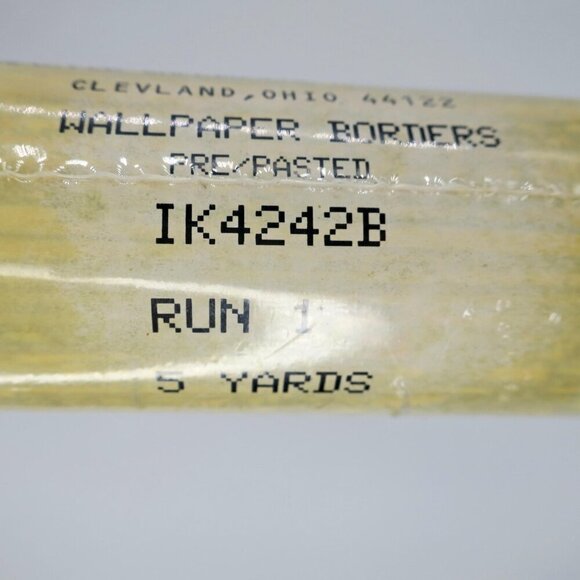 CLEVLAND, OHIO 44122
WALLPAPER BORDERS
PRE/PASTED
IK4242B
RUN 1
5 YARDS